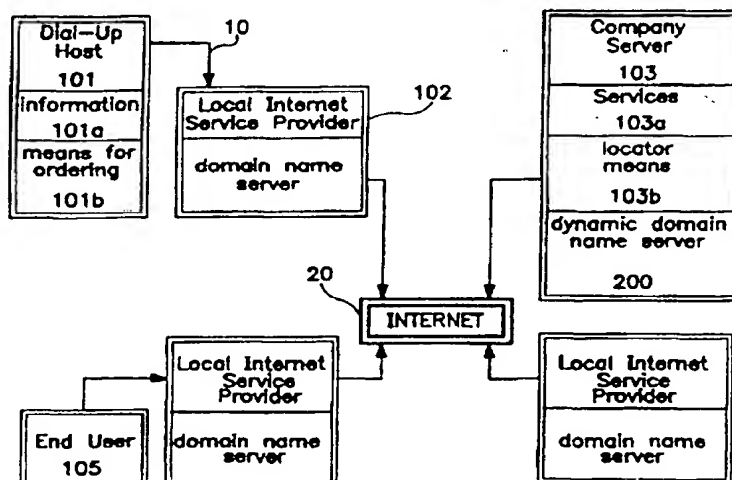 Dial-Up
Host
101
information
101a
means for
ordering
101b
10
Local Internet
Service Provider
domain name
server
102
Company
Server
103
Services
103a
locator
means
103b
dynamic domain
name server
200
20
INTERNET
Local Internet
Service
Provider
domain name
server
End User
105
Local Internet
Service
Provider
domain name
server